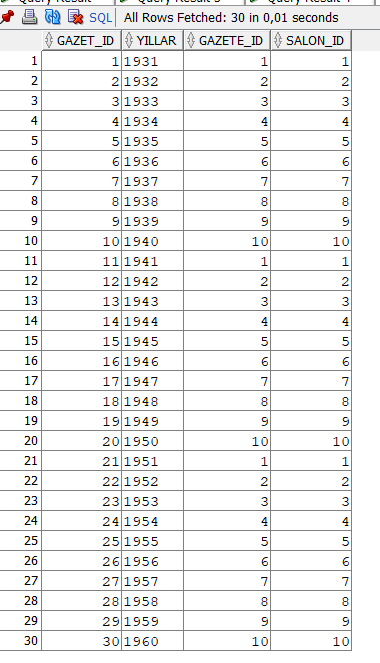 SQL | All Rows Fetched: 30 in 0,01 seconds
GAZET_ID YILLAR GAZETE_ID SALON_ID
1 1 1931 1 1
2 2 1932 2 2
3 3 1933 3 3
4 4 1934 4 4
5 5 1935 5 5
6 6 1936 6 6
7 7 1937 7 7
8 8 1938 8 8
9 9 1939 9 9
10 10 1940 10 10
11 11 1941 1 1
12 12 1942 2 2
13 13 1943 3 3
14 14 1944 4 4
15 15 1945 5 5
16 16 1946 6 6
17 17 1947 7 7
18 18 1948 8 8
19 19 1949 9 9
20 20 1950 10 10
21 21 1951 1 1
22 22 1952 2 2
23 23 1953 3 3
24 24 1954 4 4
25 25 1955 5 5
26 26 1956 6 6
27 27 1957 7 7
28 28 1958 8 8
29 29 1959 9 9
30 30 1960 10 10